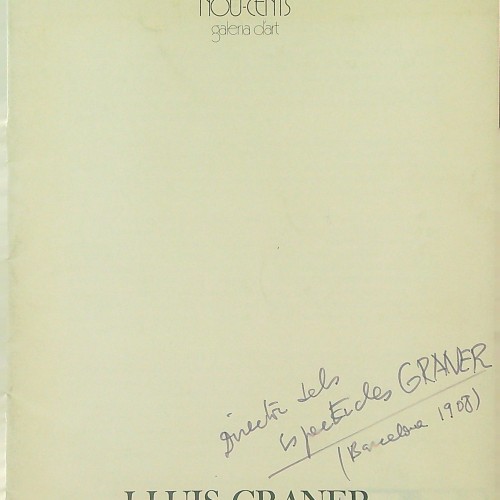 NOU-CENTS
galeria d'art
Director dels
Espectacles GRANER
(Barcelona 1908)
LLUIS GRANER